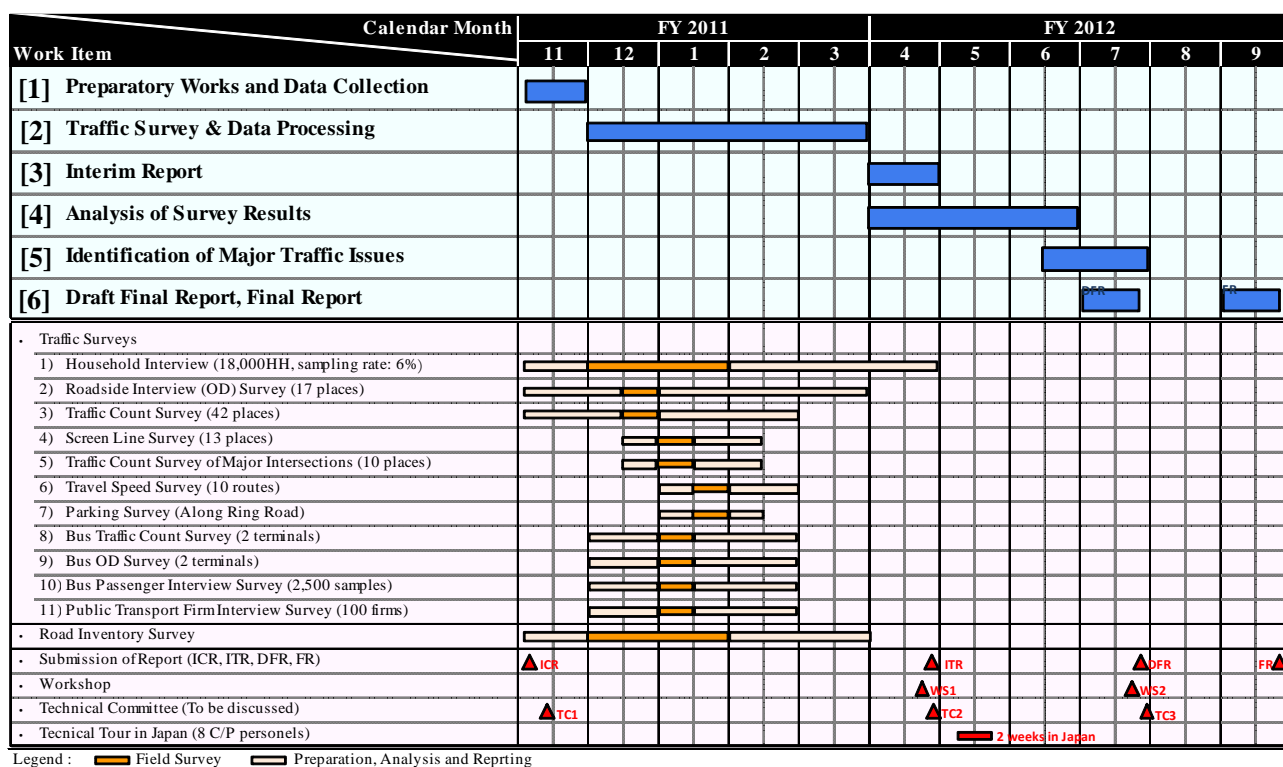 Calendar Month FY 2011 FY 2012
Work Item 11 12 1 2 3 4 5 6 7 8 9
[1] Preparatory Works and Data Collection
[2] Traffic Survey & Data Processing
[3] Interim Report
[4] Analysis of Survey Results
[5] Identification of Major Traffic Issues
[6] Draft Final Report, Final Report DFR FR
· Traffic Surveys
1) Household Interview (18,000HH, sampling rate: 6%)
2) Roadside Interview (OD) Survey (17 places)
3) Traffic Count Survey (42 places)
4) Screen Line Survey (13 places)
5) Traffic Count Survey of Major Intersections (10 places)
6) Travel Speed Survey (10 routes)
7) Parking Survey (Along Ring Road)
8) Bus Traffic Count Survey (2 terminals)
9) Bus OD Survey (2 terminals)
10) Bus Passenger Interview Survey (2,500 samples)
11) Public Transport Firm Interview Survey (100 firms)
· Road Inventory Survey
· Submission of Report (ICR, ITR, DFR, FR) ICR ITR DFR FR
· Workshop WS1 WS2
· Technical Committee (To be discussed) TC1 TC2 TC3
· Tecnical Tour in Japan (8 C/P personels) 2 weeks in Japan
Legend : Field Survey Preparation, Analysis and Reprting